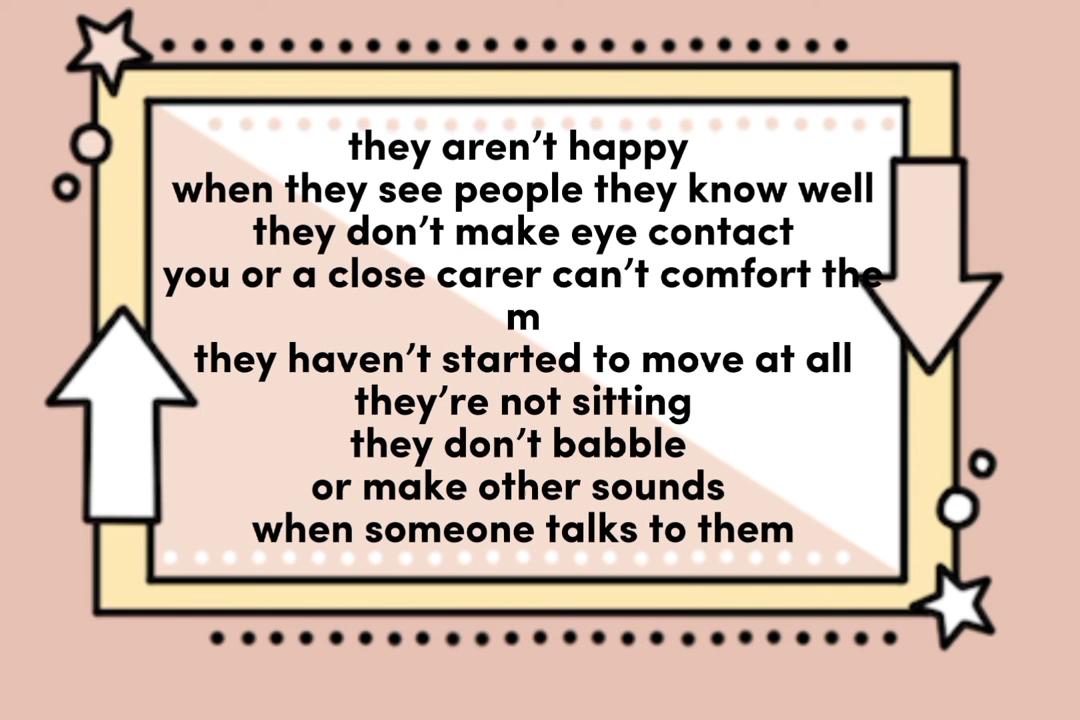 they aren’t happy
when they see people they know well
they don’t make eye contact
you or a close carer can’t comfort the
m
they haven’t started to move at all
they’re not sitting
they don’t babble
or make other sounds
when someone talks to them